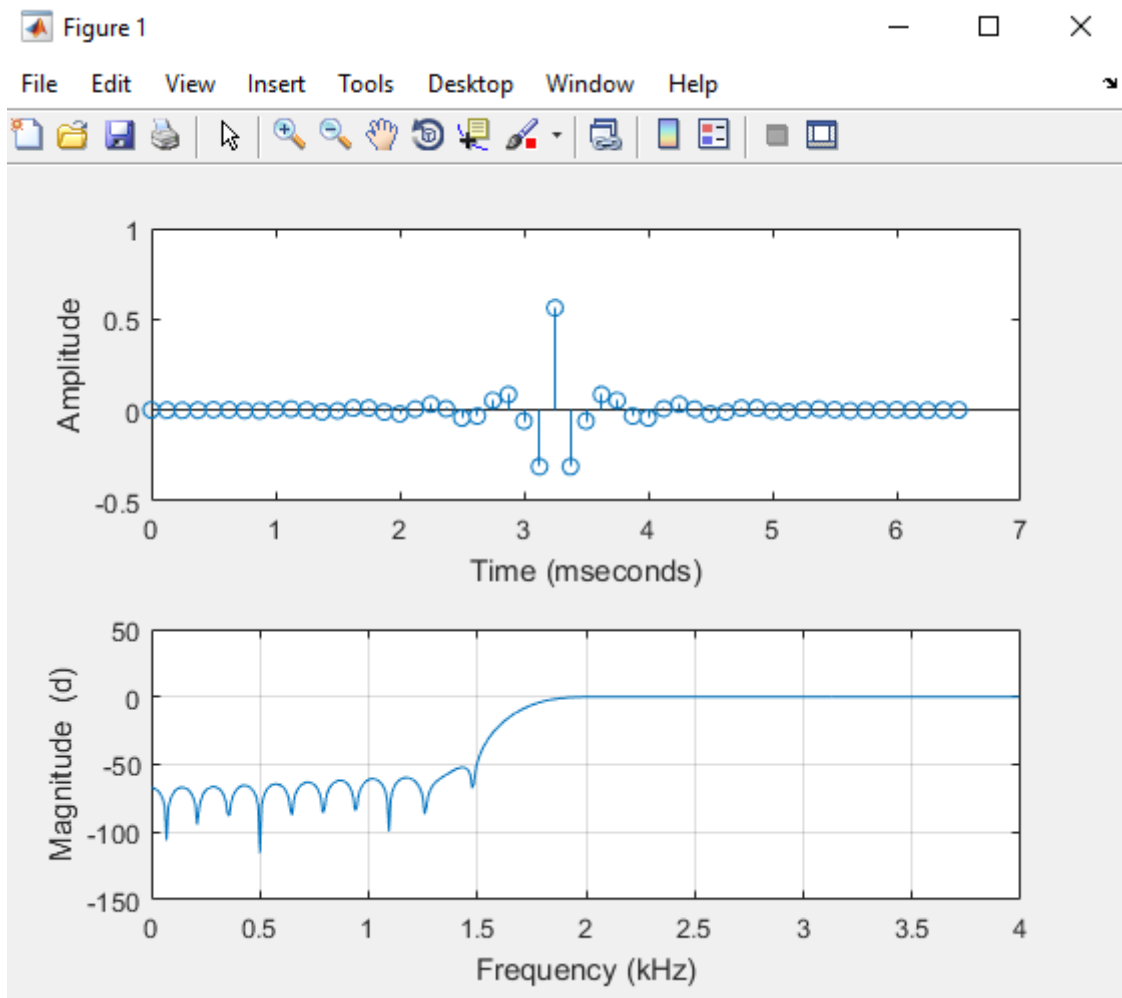 Figure 1
File Edit View Insert Tools Desktop Window Help
1
0.5
0
-0.5
Amplitude
0 1 2 3 4 5 6 7
Time (mseconds)
50
0
-50
-100
-150
Magnitude (d)
0 0.5 1 1.5 2 2.5 3 3.5 4
Frequency (kHz)